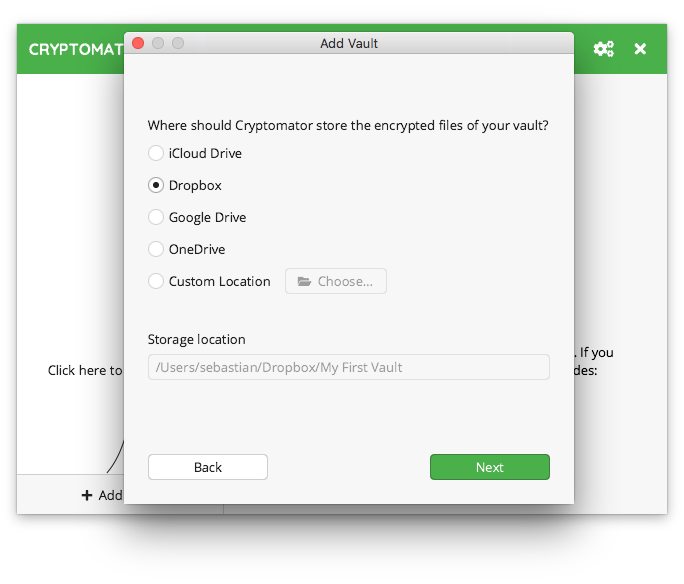 Add Vault
CRYPTOMAT
Where should Cryptomator store the encrypted files of your vault?
iCloud Drive
Dropbox
Google Drive
OneDrive
Custom Location
Choose...
Storage location
. If you
/Users/sebastian/Dropbox/My First Vault
Click here to
des:
Back
Next
Add